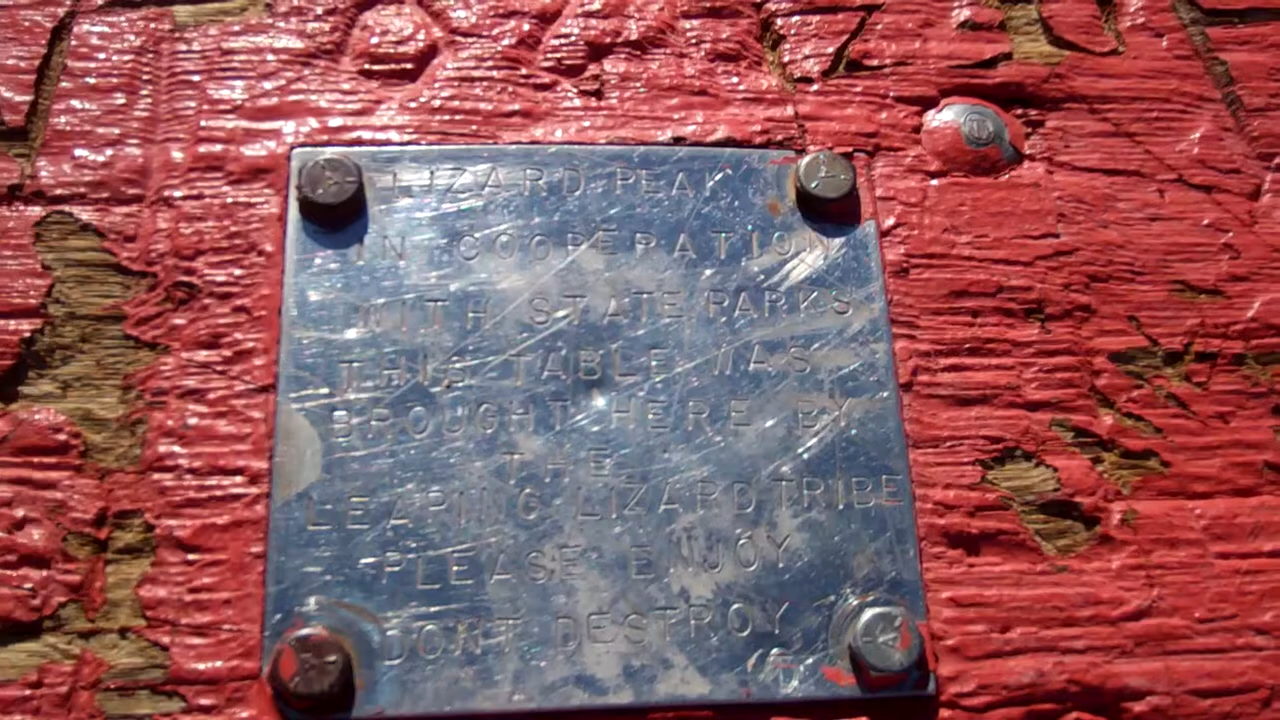 LIZARD PEAK
IN COOPERATION
WITH STATE PARKS
THIS TABLE WAS
BROUGHT HERE BY
THE
LEAPING LIZARD TRIBE
PLEASE ENJOY
DONT DESTROY